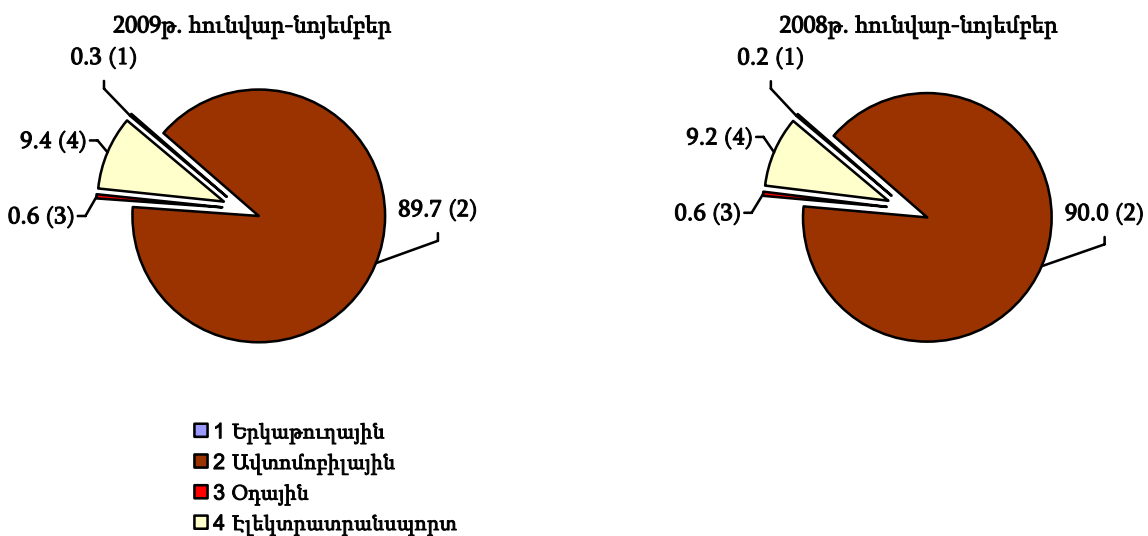 2009թ. հունվար-նոյեմբեր
0.3 (1)
9.4 (4)
0.6 (3)
89.7 (2)
2008թ. հունվար-նոյեմբեր
0.2 (1)
9.2 (4)
0.6 (3)
90.0 (2)
1 Երկաթուղային
2 Ավտոմոբիլային
3 Օդային
4 Էլեկտրատրանսպորտ